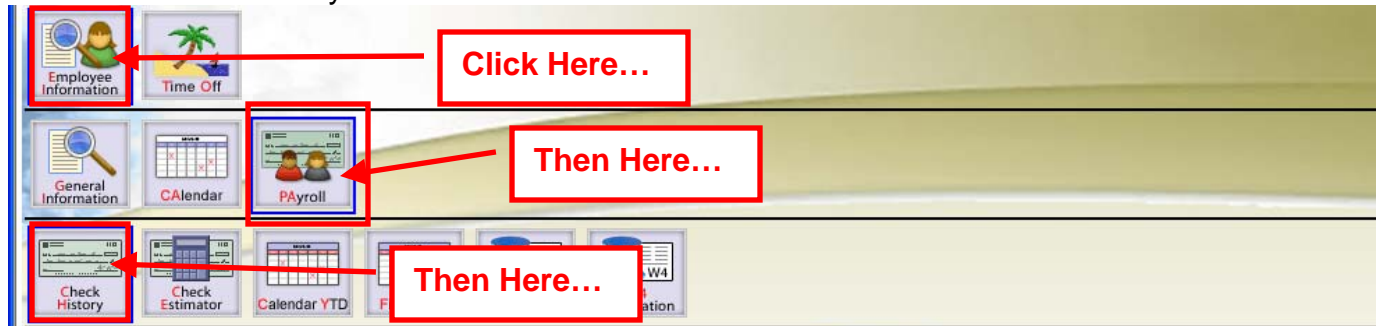 Click Here…
Employee
Information
Time Off
Then Here…
General
Information
CAlendar
PAyroll
Then Here…
W4
Check
History
Check
Estimator
Calendar YTD